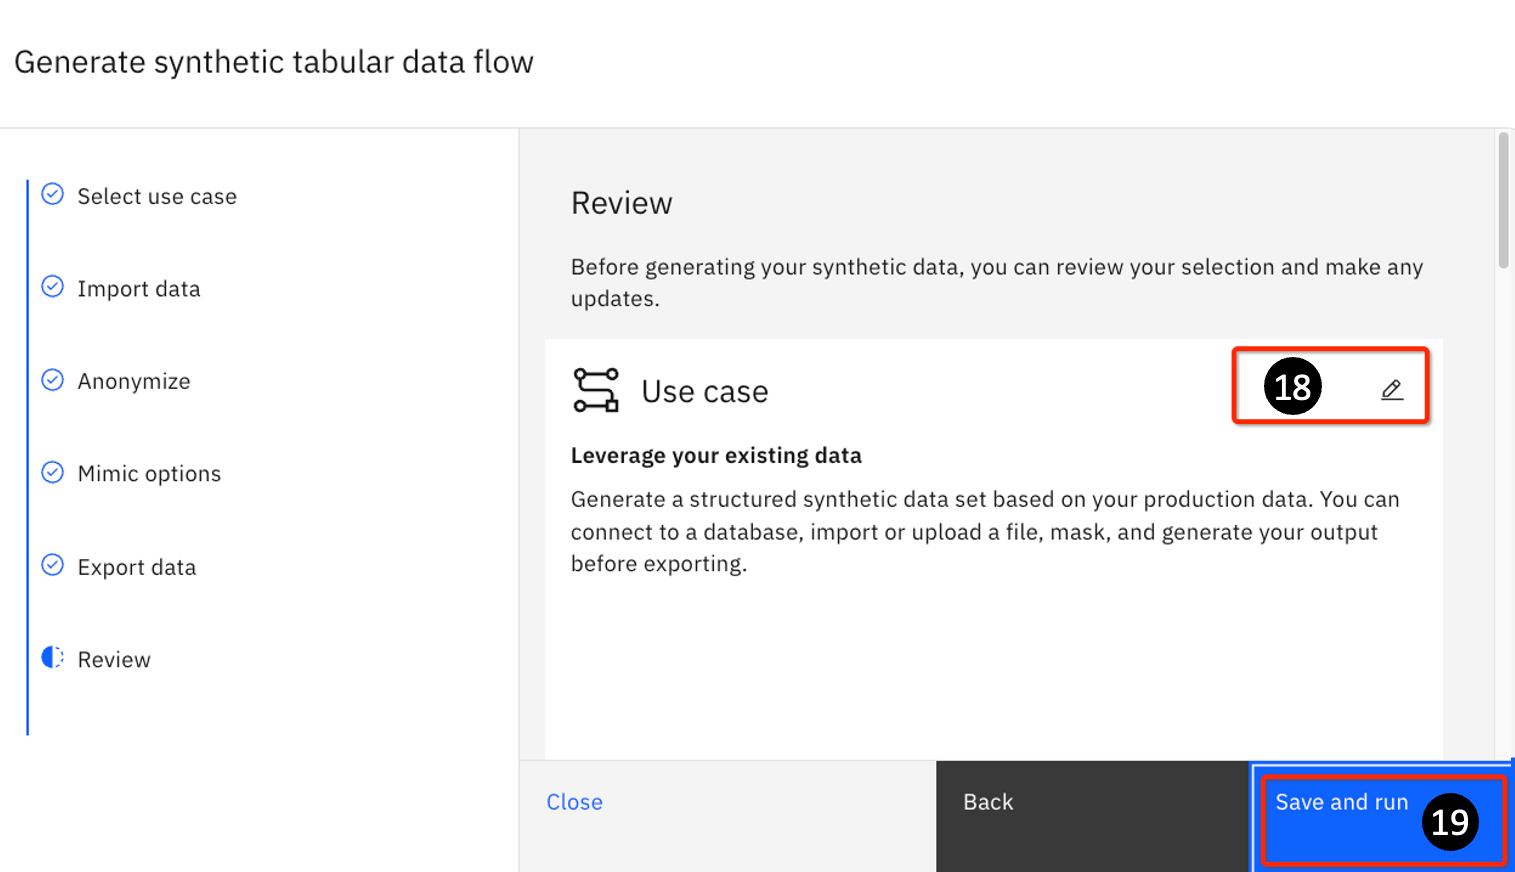 Generate synthetic tabular data flow
Select use case
Import data
Anonymize
Mimic options
Export data
Review
Review
Before generating your synthetic data, you can review your selection and make any
updates.
Use case
18
Leverage your existing data
Generate a structured synthetic data set based on your production data. You can
connect to a database, import or upload a file, mask, and generate your output
before exporting.
Close
Back
Save and run
19